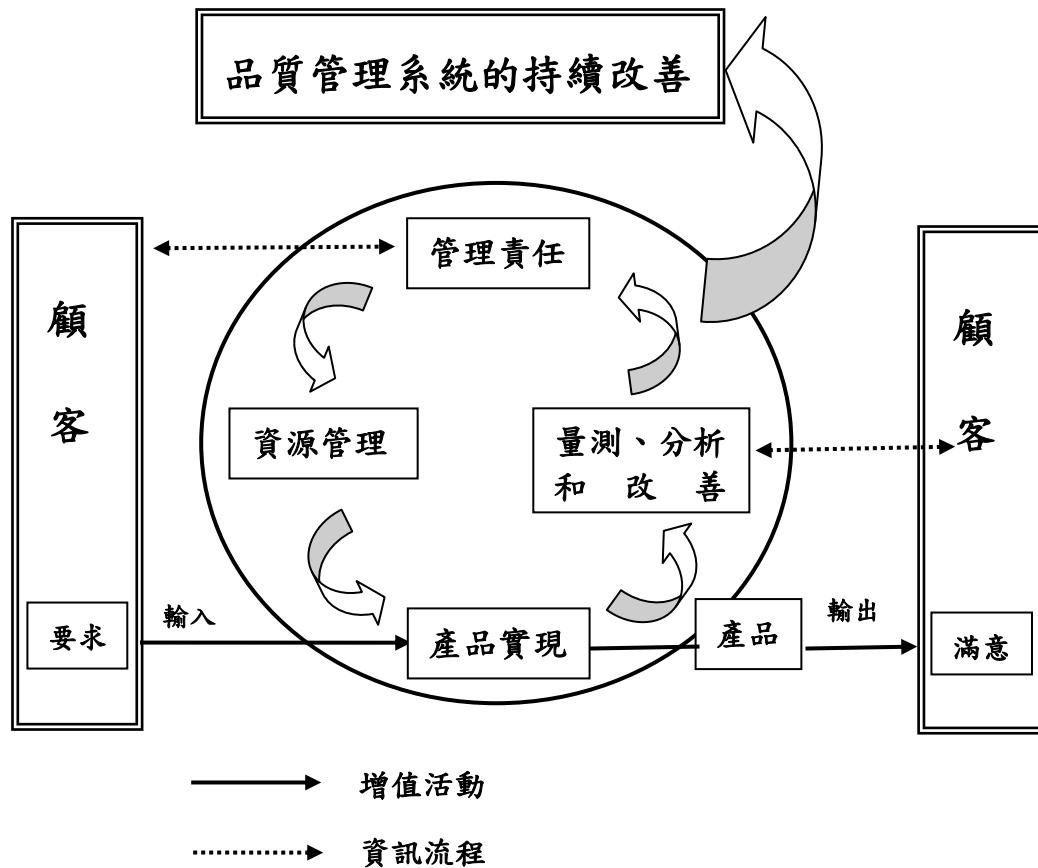 品質管理系統的持續改善
管理責任
顧
客
顧
客
資源管理
量測、分析
和改善
要求
輸入
產品實現
產品
輸出
滿意
增值活動
資訊流程